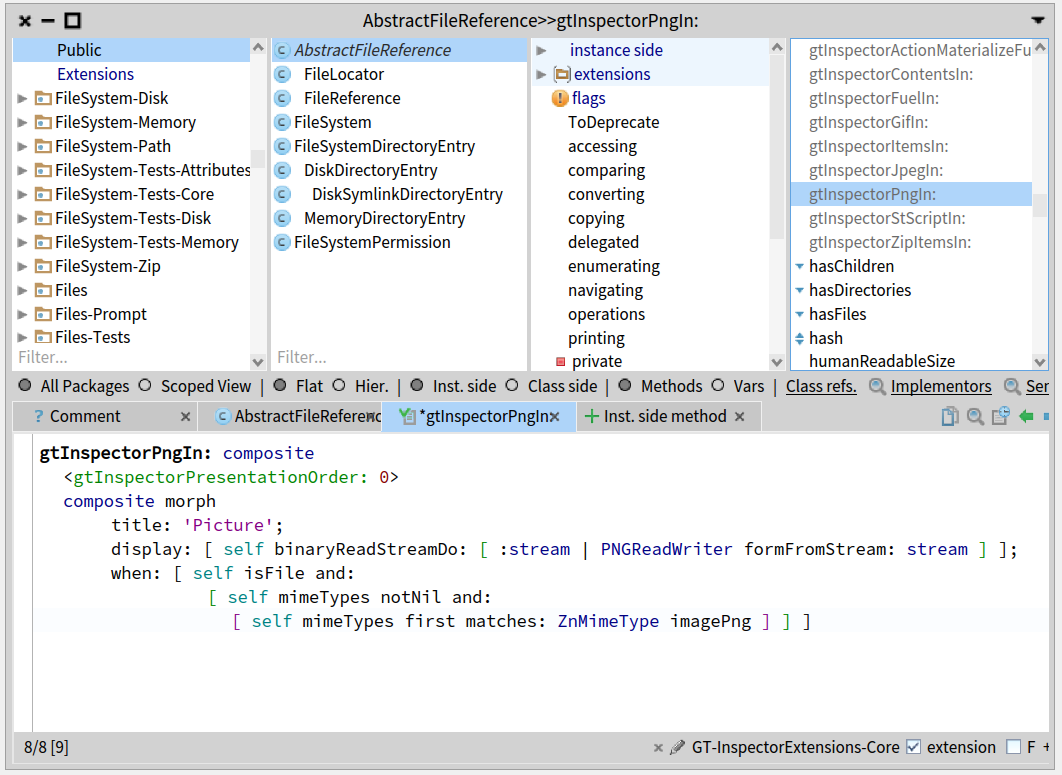 AbstractFileReference>>gtInspectorPngIn:
Public
Extensions
FileSystem-Disk
FileSystem-Memory
FileSystem-Path
FileSystem-Tests-Attributes
FileSystem-Tests-Core
FileSystem-Tests-Disk
FileSystem-Tests-Memory
FileSystem-Zip
Files
Files-Prompt
Files-Tests
Filter...
AbstractFileReference
FileLocator
FileReference
FileSystem
FileSystemDirectoryEntry
DiskDirectoryEntry
DiskSymlinkDirectoryEntry
MemoryDirectoryEntry
FileSystemPermission
Filter...
instance side
extensions
flags
ToDeprecate
accessing
comparing
converting
copying
delegated
enumerating
navigating
operations
printing
private
gtInspectorActionMaterializeFu
gtInspectorContentsIn:
gtInspectorFuelIn:
gtInspectorGifIn:
gtInspectorItemsIn:
gtInspectorJpegIn:
gtInspectorPngIn:
gtInspectorStScriptIn:
gtInspectorZipItemsIn:
hasChildren
hasDirectories
hasFiles
hash
humanReadableSize
All Packages Scoped View | Flat Hier. | Inst. side Class side | Methods Vars | Class refs. Implementors Ser
? Comment × AbstractFileReferenc × *gtInspectorPngIn: × Inst. side method ×
gtInspectorPngIn: composite
<gtInspectorPresentationOrder: 0>
composite morph
title: 'Picture';
display: [ self binaryReadStreamDo: [ :stream | PNGReadWriter formFromStream: stream ] ];
when: [ self isFile and:
[ self mimeTypes notNil and:
[ self mimeTypes first matches: ZnMimeType imagePng ] ] ]
8/8 [9] × GT-InspectorExtensions-Core extension F +